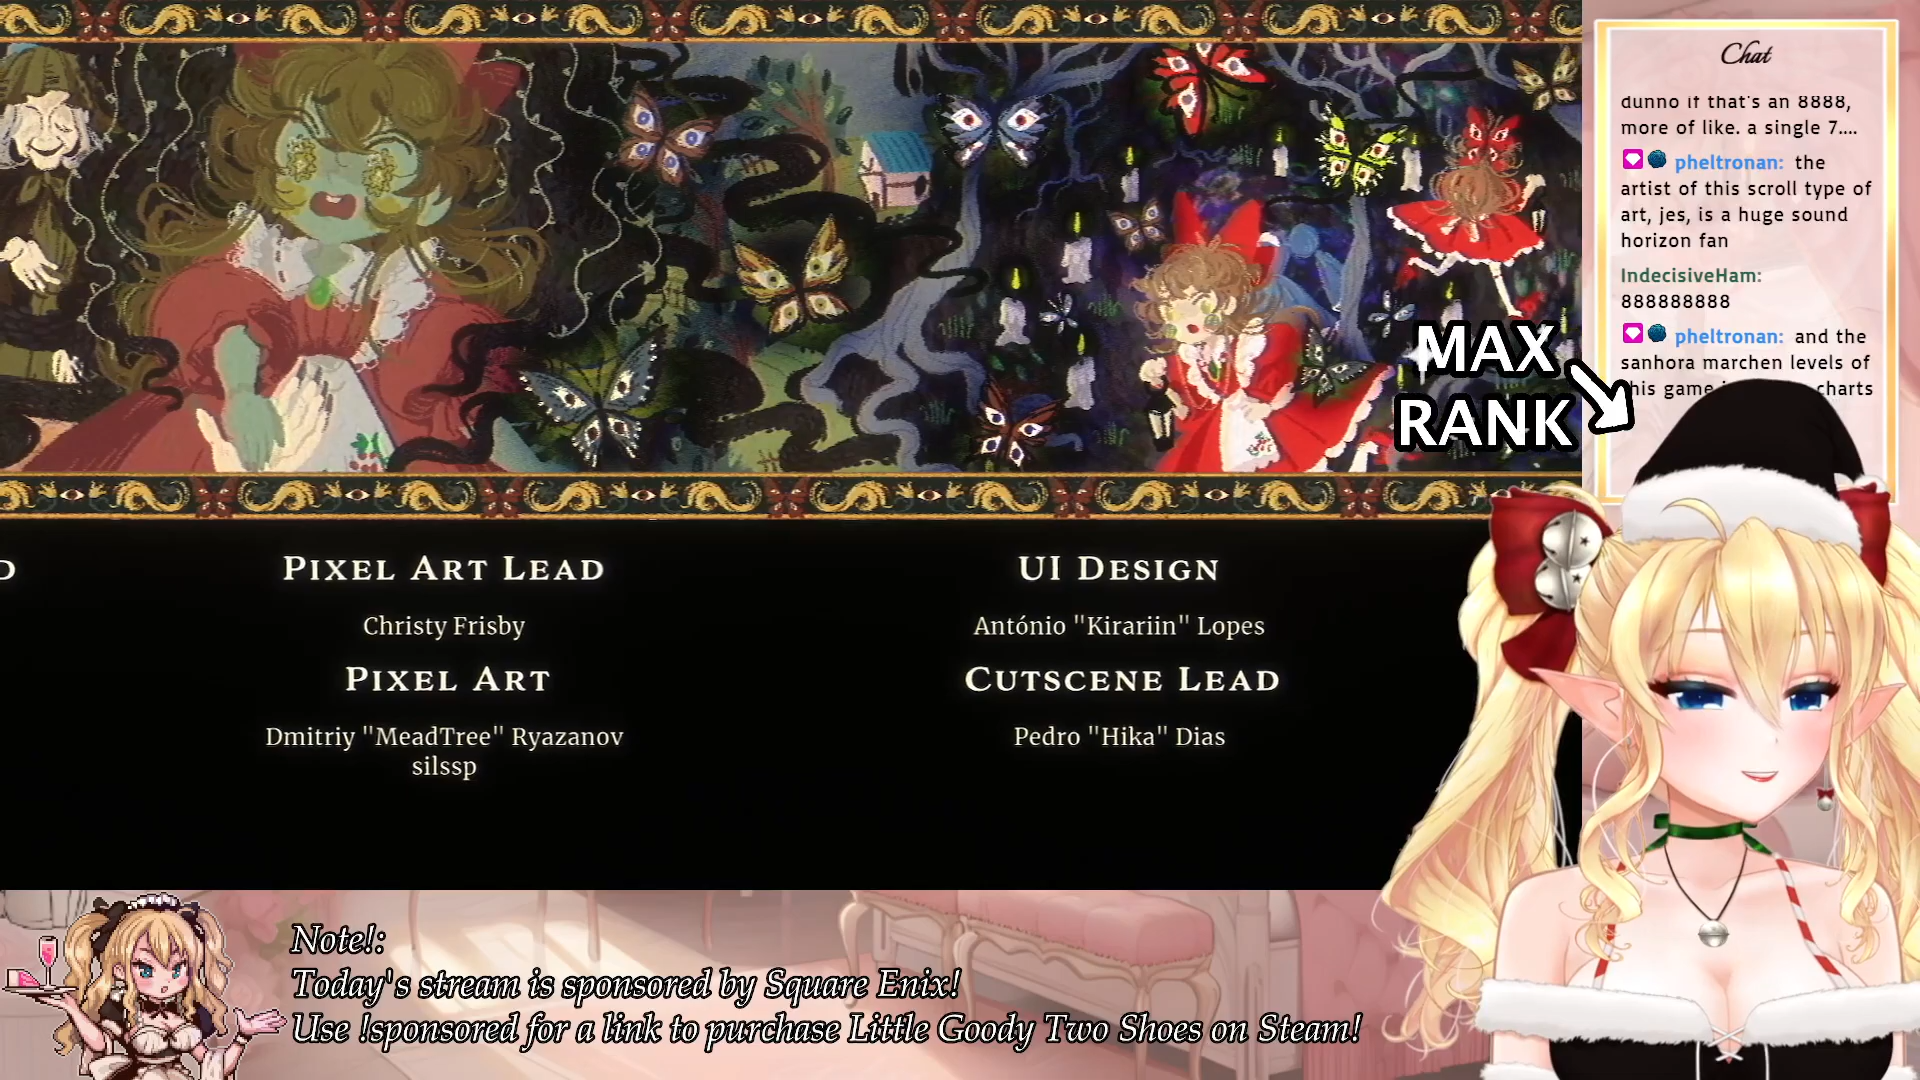 Chat
dunno if that's an 8888,
more of like. a single 7....
pheltronan: the
artist of this scroll type of
art, jes, is a huge sound
horizon fan
IndecisiveHam:
888888888
pheltronan: and the
sanhora marchen levels of
this game charts
MAX
RANK
D
PIXEL ART LEAD
Christy Frisby
PIXEL ART
Dmitriy "MeadTree" Ryazanov
silssp
UI DESIGN
António "Kirariin" Lopes
CUTSCENE LEAD
Pedro "Hika" Dias
Note!:
Today's stream is sponsored by Square Enix!
Use !sponsored for a link to purchase Little Goody Two Shoes on Steam!